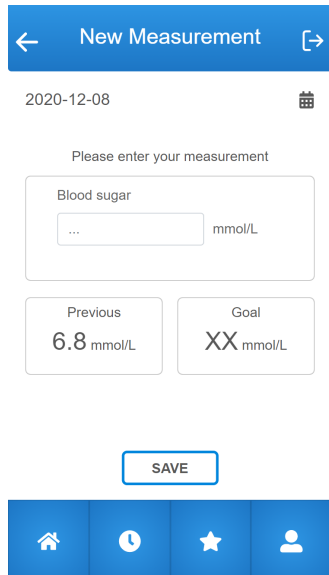 New Measurement
2020-12-08
Please enter your measurement
Blood sugar
... mmol/L
Previous
6.8 mmol/L
Goal
XX mmol/L
SAVE